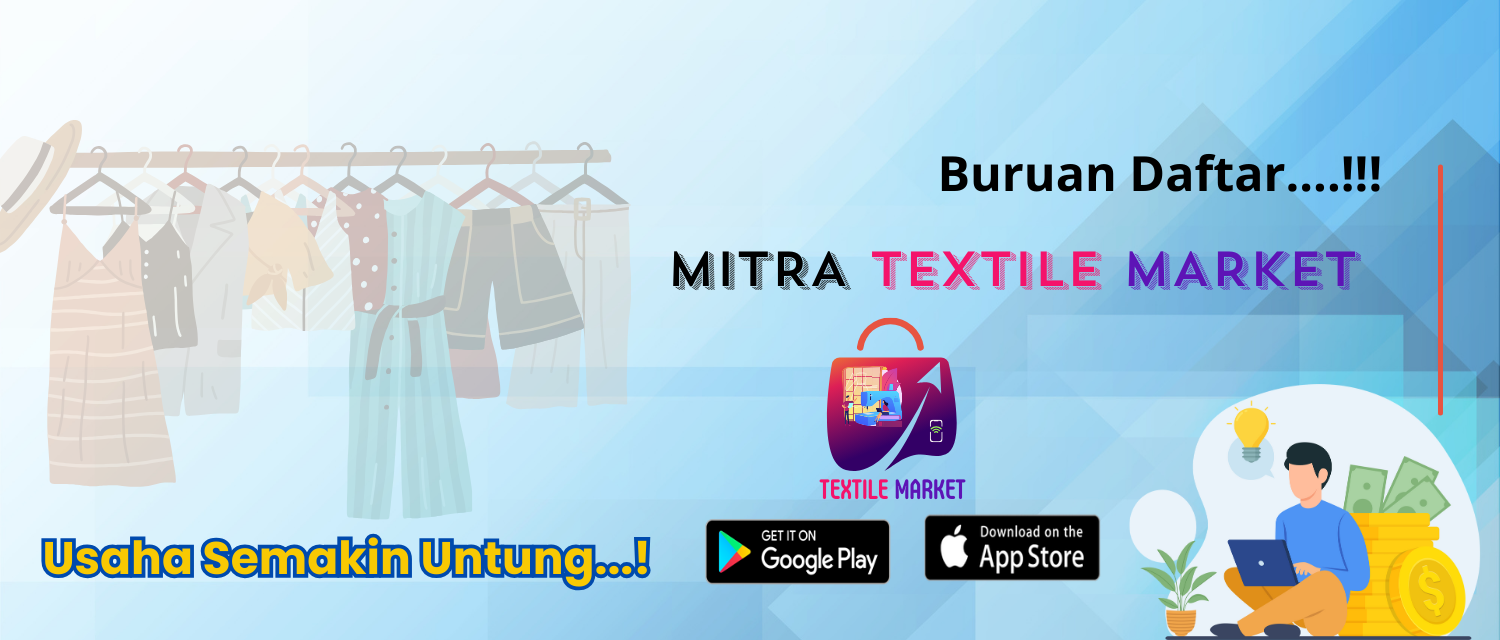 Buruan Daftar....!!!
MITRA TEXTILE MARKET
TEXTILE MARKET
Usaha Semakin Untung...!
GET IT ON
Google Play
Download on the
App Store